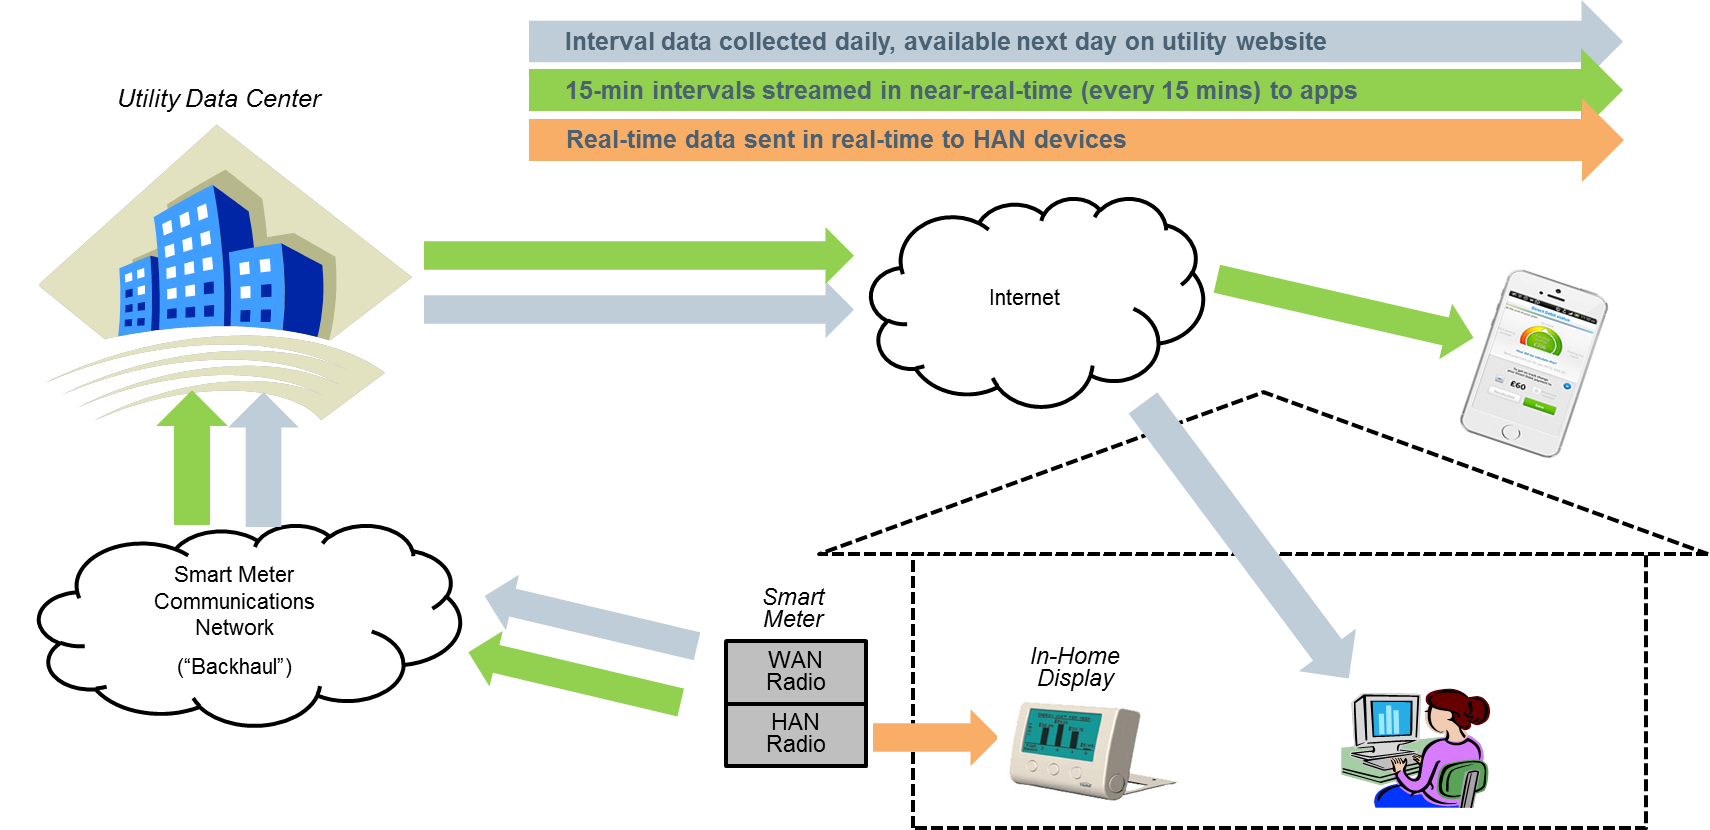 Interval data collected daily, available next day on utility website
15-min intervals streamed in near-real-time (every 15 mins) to apps
Real-time data sent in real-time to HAN devices
Utility Data Center
Internet
£60
Smart Meter
Communications
Network
(“Backhaul”)
Smart
Meter
WAN
Radio
HAN
Radio
In-Home
Display